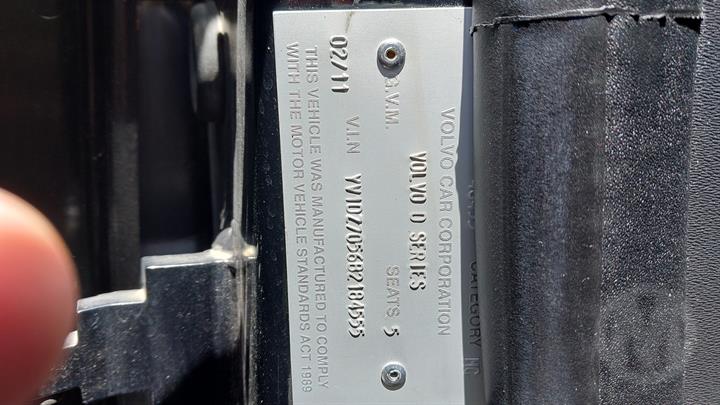 CATEGORY
VOLVO CAR CORPORATION
VOLVO D SERIES
G.V.M. SEATS 5
02/11 V.I.N YV1DZ7056B2184555
THIS VEHICLE WAS MANUFACTURED TO COMPLY
WITH THE MOTOR VEHICLE STANDARDS ACT 1989